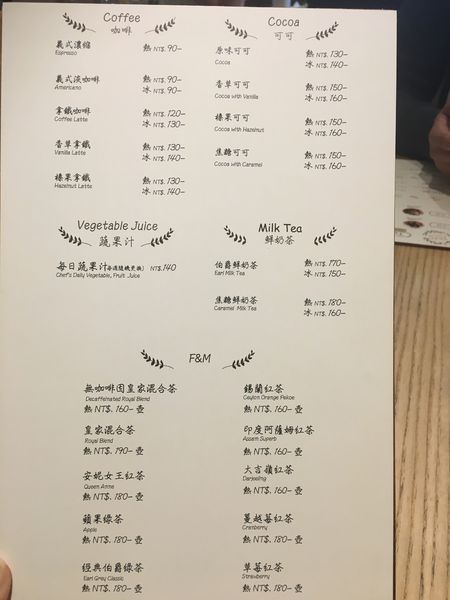 Coffee
咖啡
義式濃縮 熱 NT$. 90-
Espresso
義式淡咖啡 熱 NT$. 90-
Americano 冰 NT$. 90-
拿鐵咖啡 熱 NT$. 120-
Coffee Latte 冰 NT$. 130-
香草拿鐵 熱 NT$. 130-
Vanilla Latte 冰 NT$. 140-
榛果拿鐵 熱 NT$. 130-
Hazelnut Latte 冰 NT$. 140-
Cocoa
可可
原味可可 熱 NT$. 130-
Cocoa 冰 NT$. 140-
香草可可 熱 NT$. 150-
Cocoa with Vanilla 冰 NT$. 160-
榛果可可 熱 NT$. 150-
Cocoa with Hazelnut 冰 NT$. 160-
焦糖可可 熱 NT$. 150-
Cocoa with Caramel 冰 NT$. 160-
Vegetable Juice
蔬果汁
每日蔬果汁(每週隨機更換) NT$. 140
Chef's Daily Vegetable, Fruit Juice
Milk Tea
鮮奶茶
伯爵鮮奶茶 熱 NT$. 170-
Earl Milk Tea 冰 NT$. 150-
焦糖鮮奶茶 熱 NT$. 180-
Caramel Milk Tea 冰 NT$. 160-
F&M
無咖啡因皇家混合茶
Decaffeinated Royal Blend
熱 NT$. 160-壺
皇家混合茶
Royal Blend
熱 NT$. 190-壺
安妮女王紅茶
Queen Anne
熱 NT$. 180-壺
蘋果綠茶
Apple
熱 NT$. 180-壺
經典伯爵綠茶
Earl Grey Classic
熱 NT$. 180-壺
錫蘭紅茶
Ceylon Orange Pekoe
熱 NT$. 160-壺
印度阿薩姆紅茶
Assam Superb
熱 NT$. 160-壺
大吉嶺紅茶
Darjeeling
熱 NT$. 160-壺
蔓越莓紅茶
Cranberry
熱 NT$. 180-壺
草莓紅茶
Strawberry
熱 NT$. 180-壺